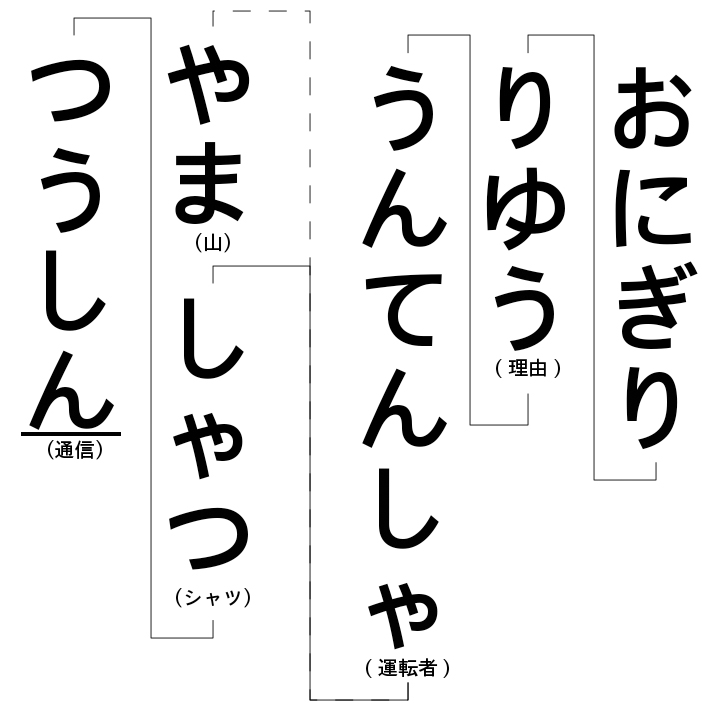 おにぎり
りゆう
(理由)
うんてんしゃ
(運転者)
やま
(山)
しゃつ
(シャツ)
つうしん
(通信)